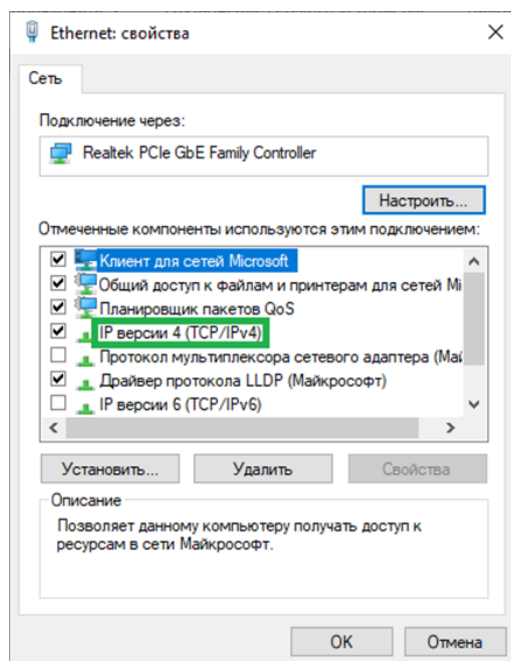 Ethernet: свойства
Сеть
Подключение через:
Realtek PCIe GbE Family Controller
Настроить...
Отмеченные компоненты используются этим подключением:
Клиент для сетей Microsoft
Общий доступ к файлам и принтерам для сетей Mi
Планировщик пакетов QoS
IP версии 4 (TCP/IPv4)
Протокол мультиплексора сетевого адаптера (Май
Драйвер протокола LLDP (Майкрософт)
IP версии 6 (TCP/IPv6)
Установить... Удалить Свойства
Описание
Позволяет данному компьютеру получать доступ к
ресурсам в сети Майкрософт.
OK Отмена